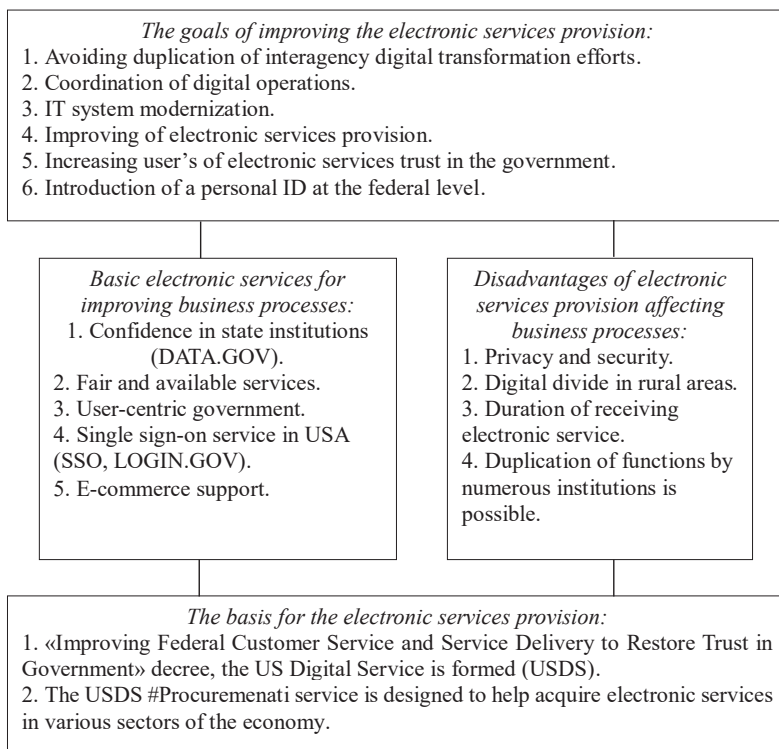 The goals of improving the electronic services provision:
1. Avoiding duplication of interagency digital transformation efforts.
2. Coordination of digital operations.
3. IT system modernization.
4. Improving of electronic services provision.
5. Increasing user's of electronic services trust in the government.
6. Introduction of a personal ID at the federal level.
Basic electronic services for
improving business processes:
1. Confidence in state institutions
(DATA.GOV).
2. Fair and available services.
3. User-centric government.
4. Single sign-on service in USA
(SSO, LOGIN.GOV).
5. E-commerce support.
Disadvantages of electronic
services provision affecting
business processes:
1. Privacy and security.
2. Digital divide in rural areas.
3. Duration of receiving
electronic service.
4. Duplication of functions by
numerous institutions is
possible.
The basis for the electronic services provision:
1. «Improving Federal Customer Service and Service Delivery to Restore Trust in
Government» decree, the US Digital Service is formed (USDS).
2. The USDS #Procuremenati service is designed to help acquire electronic services
in various sectors of the economy.